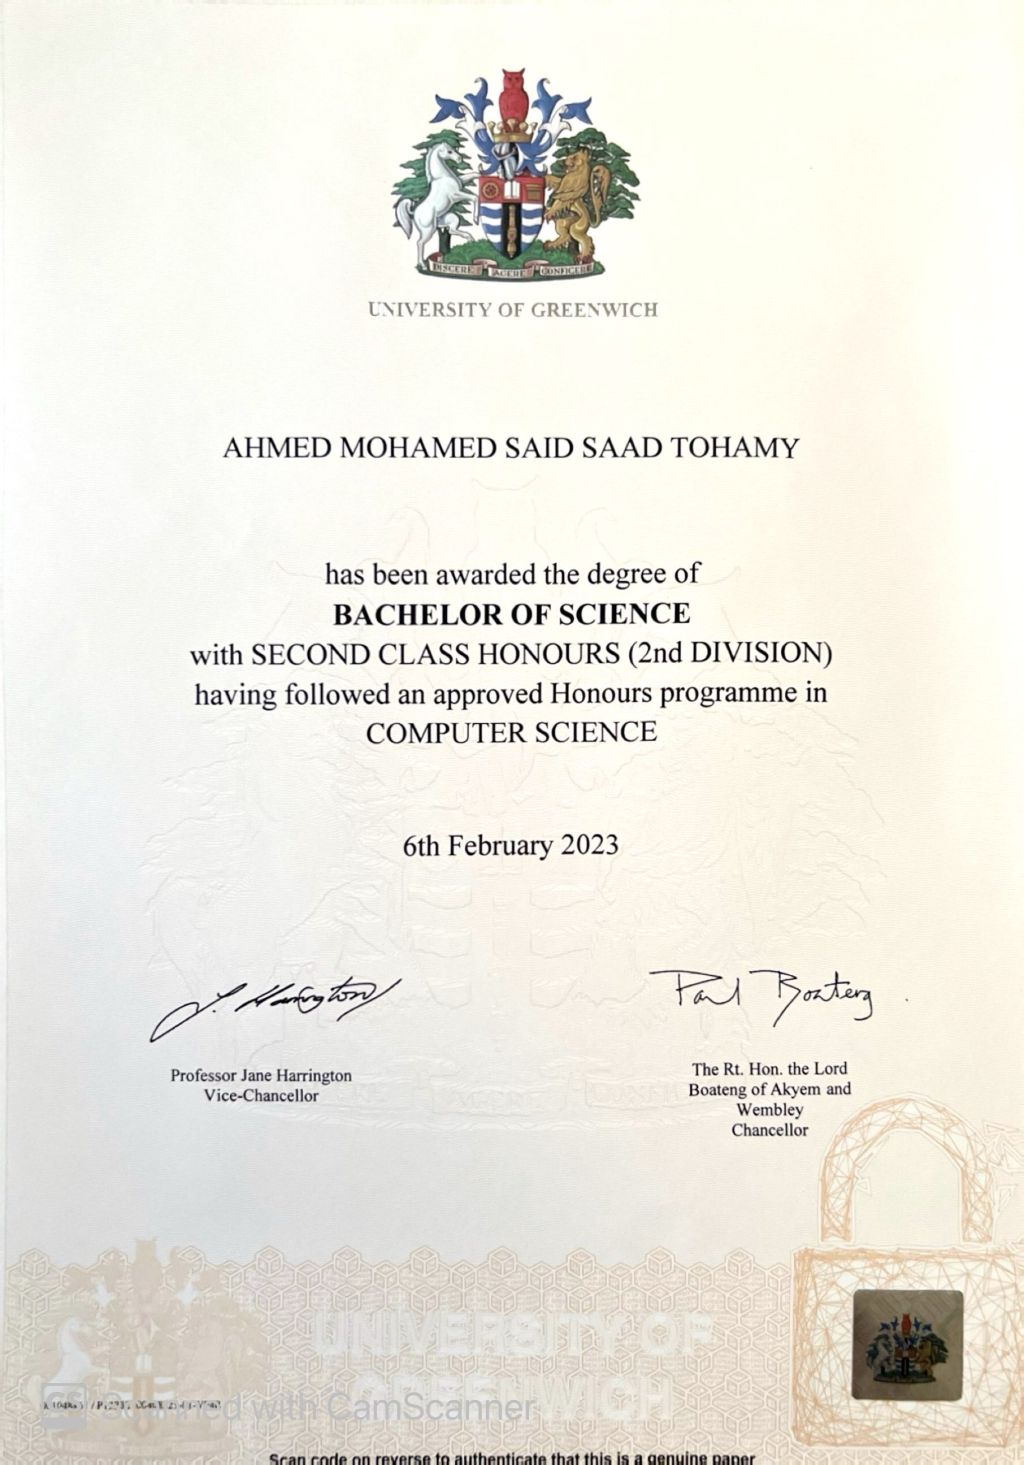 DISCERE AGERE CONFICERE
UNIVERSITY OF GREENWICH
AHMED MOHAMED SAID SAAD TOHAMY
has been awarded the degree of
BACHELOR OF SCIENCE
with SECOND CLASS HONOURS (2nd DIVISION)
having followed an approved Honours programme in
COMPUTER SCIENCE
6th February 2023
J. Harrington
Paul Boateng
Professor Jane Harrington
Vice-Chancellor
The Rt. Hon. the Lord
Boateng of Akyem and
Wembley
Chancellor
UNIVERSITY OF
GREENWICH
CS Scanned with CamScanner
Scan code on reverse to authenticate that this is a genuine paper